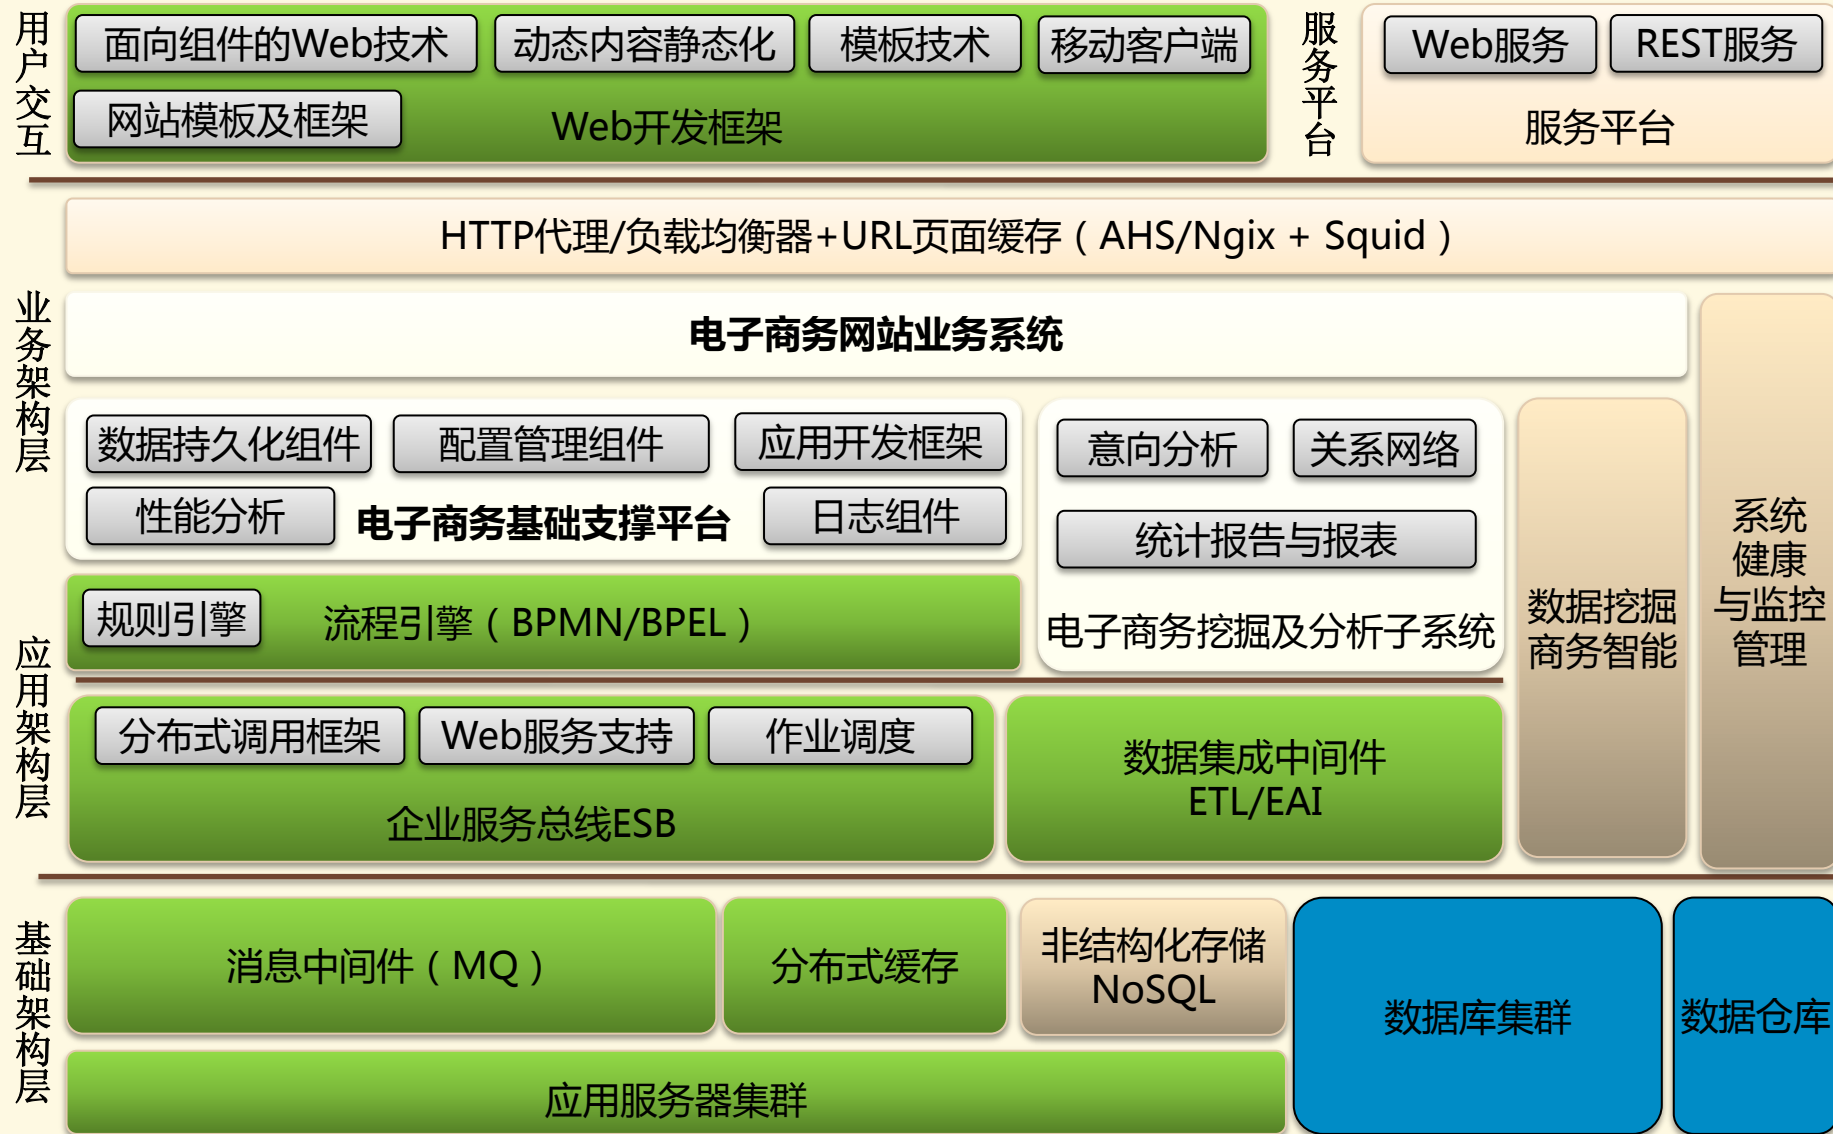 用户交互
面向组件的Web技术
动态内容静态化
模板技术
移动客户端
网站模板及框架
Web开发框架
服务平台
Web服务
REST服务
服务平台
HTTP代理/负载均衡器+URL页面缓存（AHS/Ngix + Squid）
业务架构层
电子商务网站业务系统
数据持久化组件
配置管理组件
应用开发框架
性能分析
电子商务基础支撑平台
日志组件
意向分析
关系网络
统计报告与报表
电子商务挖掘及分析子系统
数据挖掘
商务智能
系统
健康
与监控
管理
应用架构层
规则引擎
流程引擎（BPMN/BPEL）
分布式调用框架
Web服务支持
作业调度
企业服务总线ESB
数据集成中间件
ETL/EAI
基础架构层
消息中间件（MQ）
分布式缓存
非结构化存储
NoSQL
数据库集群
数据仓库
应用服务器集群